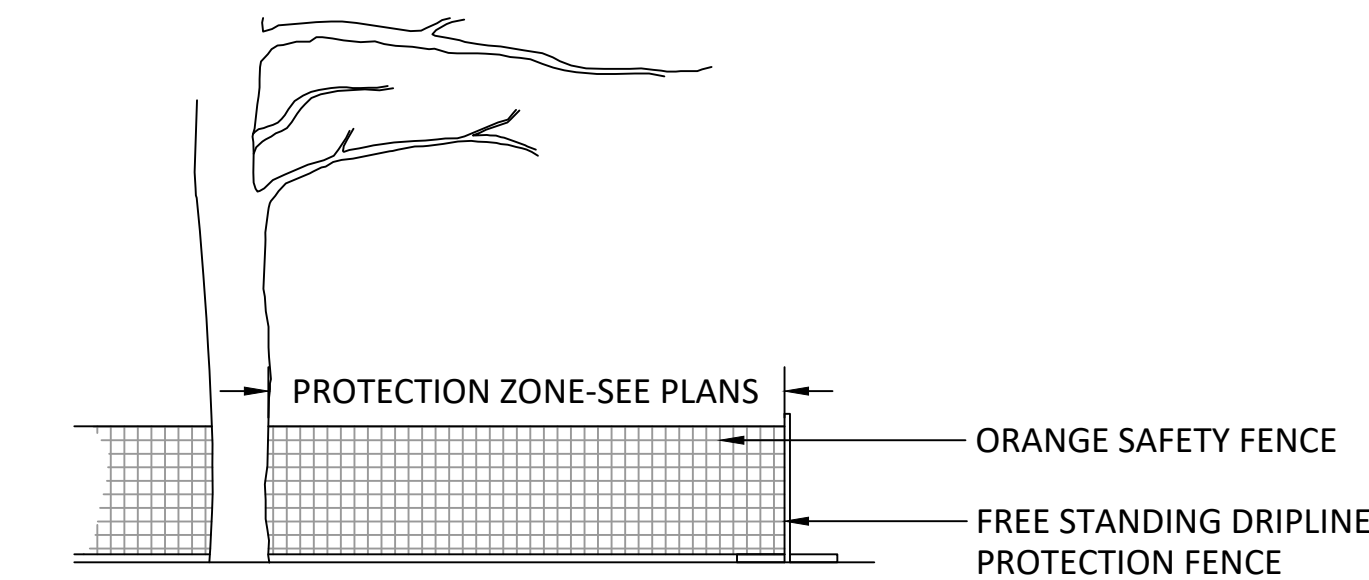 PROTECTION ZONE-SEE PLANS
ORANGE SAFETY FENCE
FREE STANDING DRIPLINE
PROTECTION FENCE